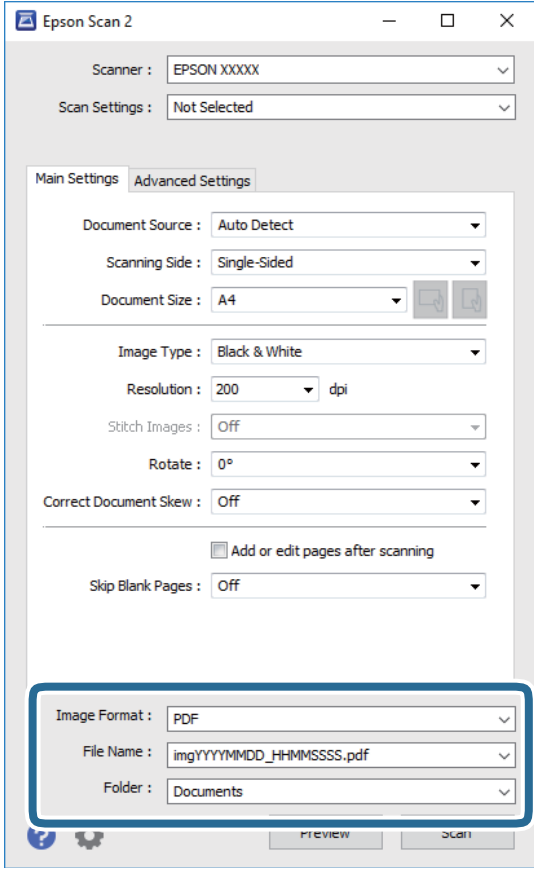 Epson Scan 2
Scanner : EPSON XXXXX
Scan Settings : Not Selected
Main Settings Advanced Settings
Document Source : Auto Detect
Scanning Side : Single-Sided
Document Size : A4
Image Type : Black & White
Resolution : 200 dpi
Stitch Images : Off
Rotate : 0°
Correct Document Skew : Off
Add or edit pages after scanning
Skip Blank Pages : Off
Image Format : PDF
File Name : imgYYYYMMDD_HHMMSSSS.pdf
Folder : Documents
? Preview Scan